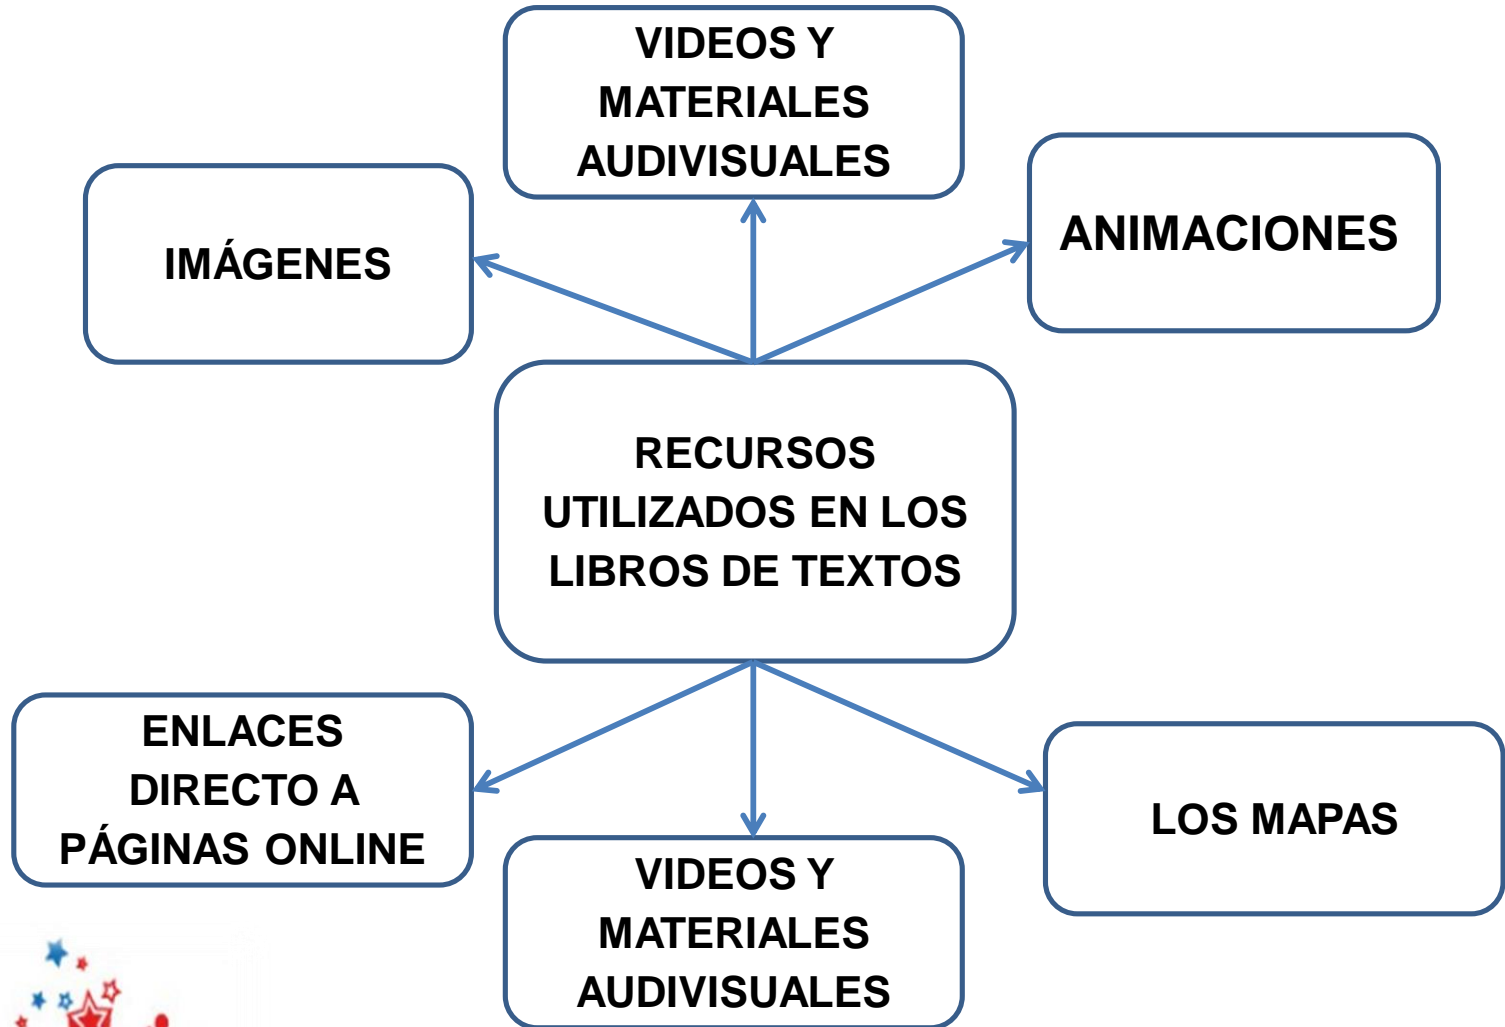 VIDEOS Y
MATERIALES
AUDIVISUALES
IMÁGENES
ANIMACIONES
RECURSOS
UTILIZADOS EN LOS
LIBROS DE TEXTOS
ENLACES
DIRECTO A
PÁGINAS ONLINE
LOS MAPAS
VIDEOS Y
MATERIALES
AUDIVISUALES